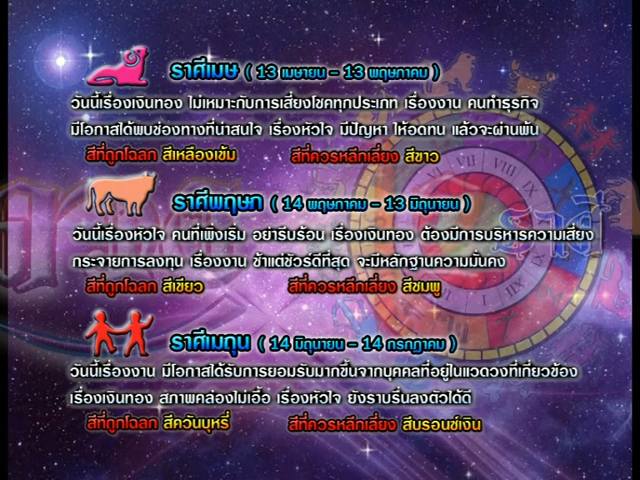 ราศีเมษ ( 13 เมษายน - 13 พฤษภาคม )
วันนี้เรื่องเงินทอง ไม่เหมาะกับการเสี่ยงโชคทุกประเภท เรื่องงาน คนทำธุรกิจ
มีโอกาสได้พบช่องทางที่น่าสนใจ เรื่องหัวใจ มีปัญหา ให้อดทน แล้วจะผ่านพ้น
สีที่ถูกโฉลก สีเหลืองเข้ม สีที่ควรหลีกเลี่ยง สีขาว
ราศีพฤษภ ( 14 พฤษภาคม - 13 มิถุนายน )
วันนี้เรื่องหัวใจ คนที่เพิ่งเริ่ม อย่ารีบร้อน เรื่องเงินทอง ต้องมีการบริหารความเสี่ยง
กระจายการลงทุน เรื่องงาน ช้าแต่ชัวร์ดีที่สุด จะมีหลักฐานความมั่นคง
สีที่ถูกโฉลก สีเขียว สีที่ควรหลีกเลี่ยง สีชมพู
ราศีเมถุน ( 14 มิถุนายน - 14 กรกฎาคม )
วันนี้เรื่องงาน มีโอกาสได้รับการยอมรับมากขึ้นจากบุคคลที่อยู่ในแวดวงที่เกี่ยวข้อง
เรื่องเงินทอง สภาพคล่องไม่เอื้อ เรื่องหัวใจ ยังราบรื่นลงตัวได้ดี
สีที่ถูกโฉลก สีควันบุหรี่ สีที่ควรหลีกเลี่ยง สีบรอนซ์เงิน